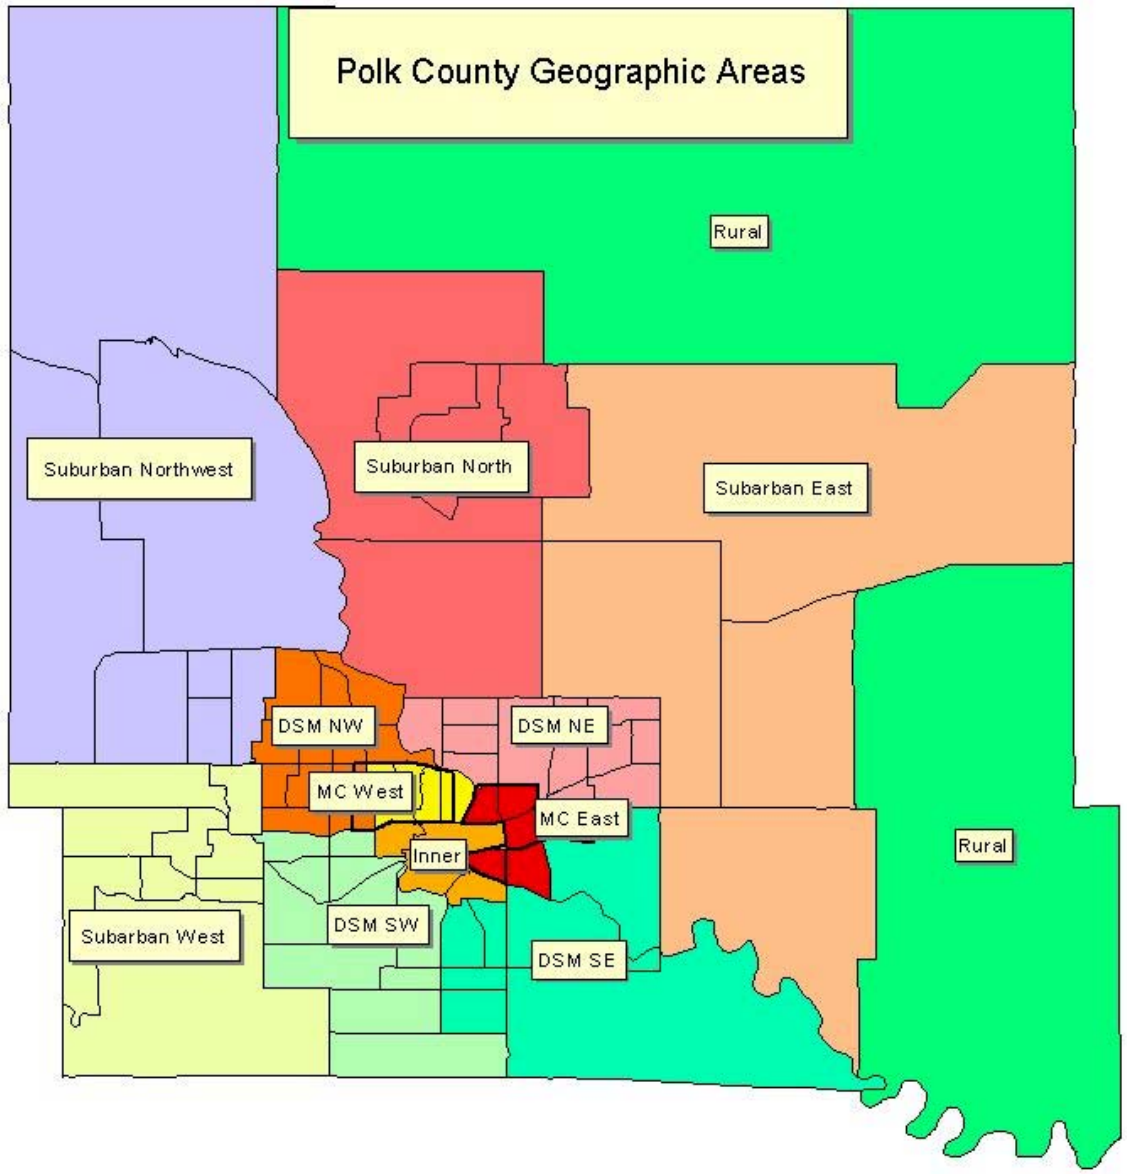 Polk County Geographic Areas
Rural
Suburban Northwest
Suburban North
Subarban East
DSM NW
DSM NE
MC West
MC East
Inner
Rural
Subarban West
DSM SW
DSM SE